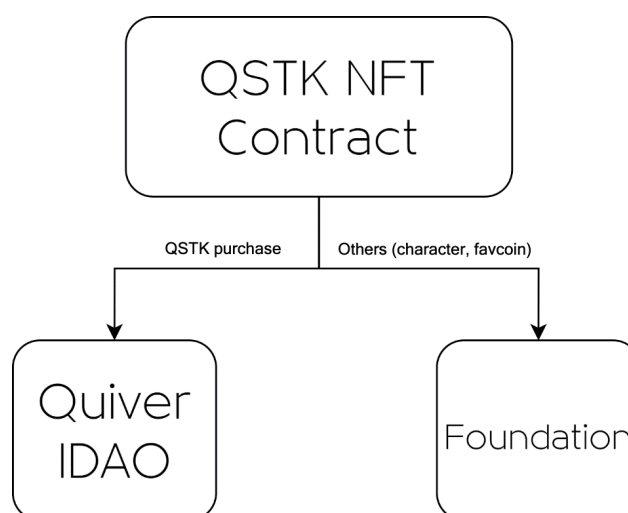 QSTK NFT
Contract
QSTK purchase
Others (character, favcoin)
Quiver
IDAO
Foundation